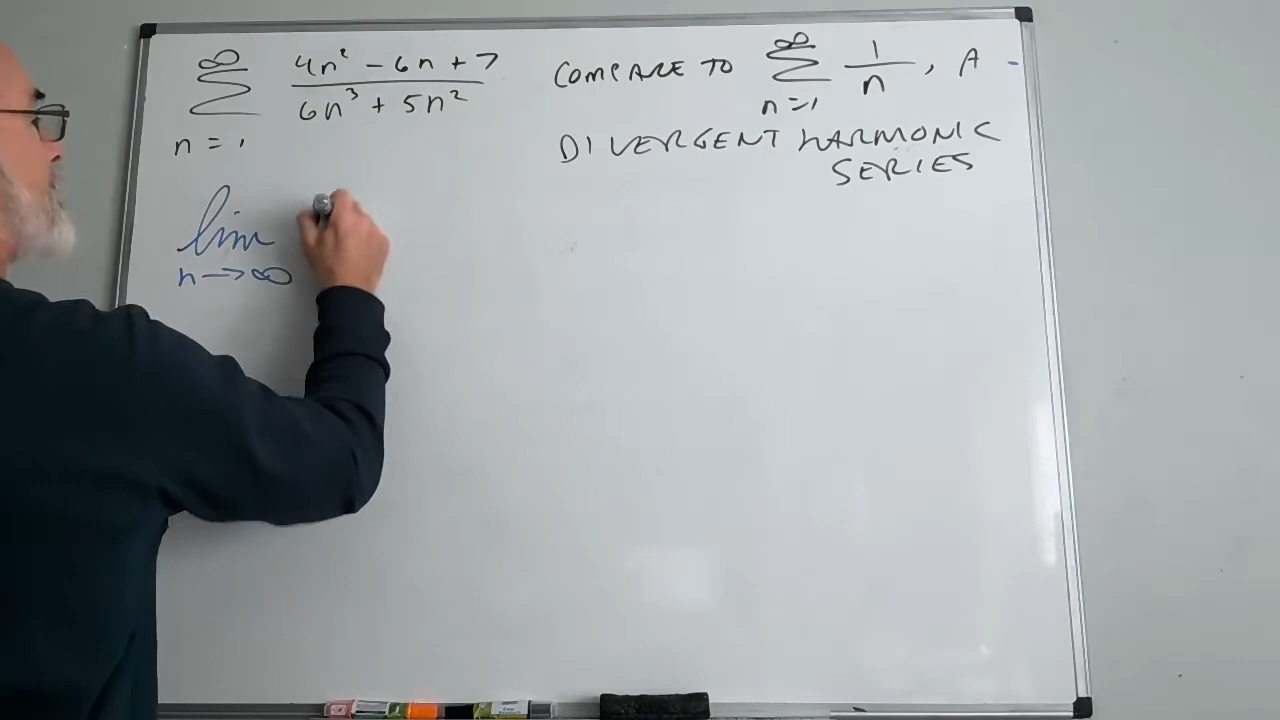 ∞ Σ n=1 (4n² - 6n + 7)/(6n³ + 5n²) COMPARE TO ∞ Σ n=1 1/n, A -
DIVERGENT HARMONIC
SERIES
lim
n→∞